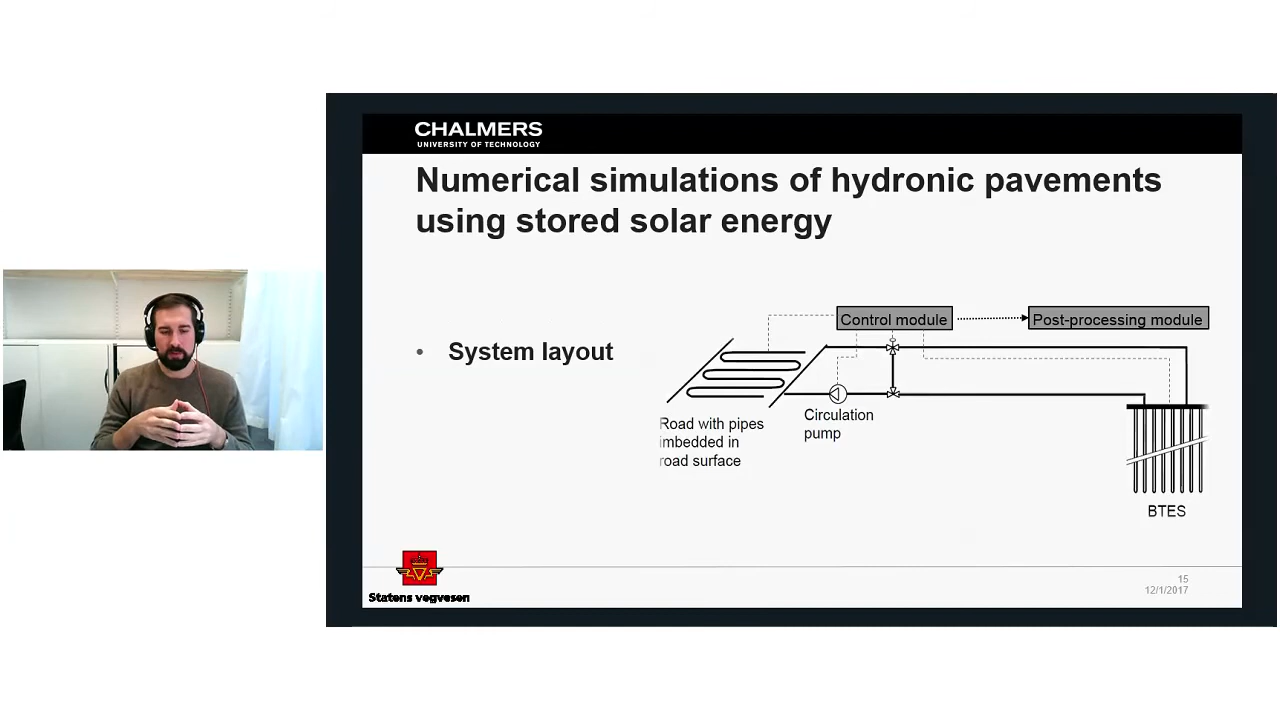 CHALMERS
UNIVERSITY OF TECHNOLOGY
Numerical simulations of hydronic pavements
using stored solar energy
• System layout
Control module
Post-processing module
Road with pipes
imbedded in
road surface
Circulation
pump
BTES
Statens vegvesen
15
12/1/2017